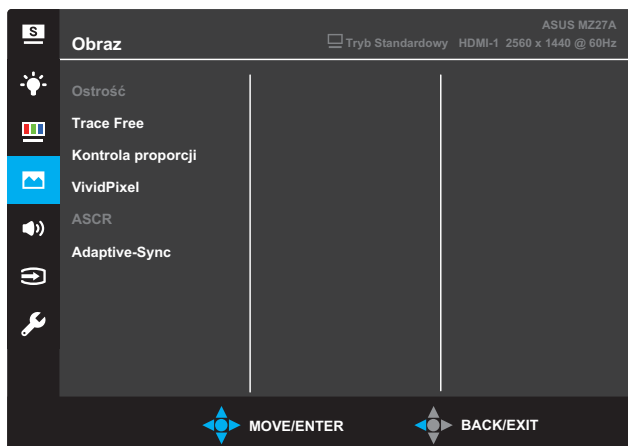 S
ASUS MZ27A
Obraz
Tryb Standardowy HDMI-1 2560 x 1440 @ 60Hz
Ostrość
Trace Free
Kontrola proporcji
VividPixel
ASCR
Adaptive-Sync
MOVE/ENTER
BACK/EXIT